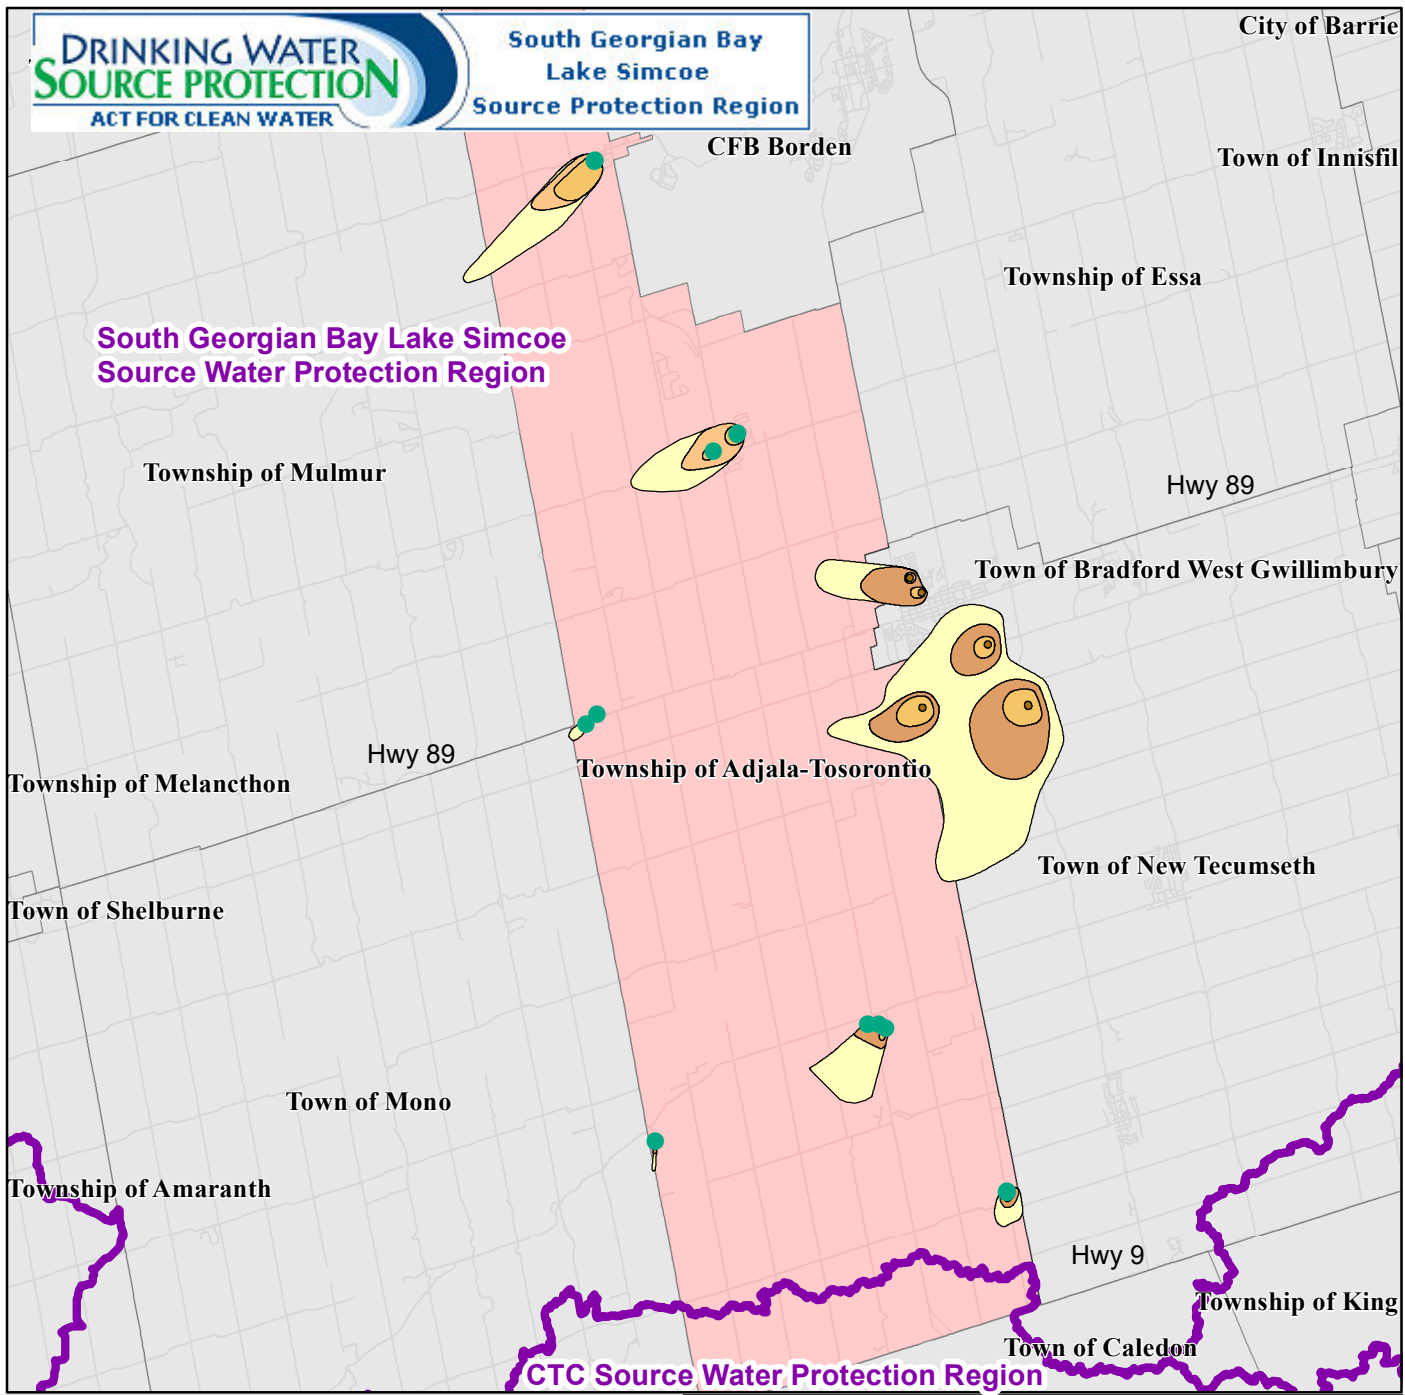 DRINKING WATER
SOURCE PROTECTION
ACT FOR CLEAN WATER
South Georgian Bay
Lake Simcoe
Source Protection Region
City of Barrie
CFB Borden
Town of Innisfil
Township of Essa
South Georgian Bay Lake Simcoe
Source Water Protection Region
Township of Mulmur
Hwy 89
Town of Bradford West Gwillimbury
Hwy 89
Township of Adjala-Tosorontio
Township of Melancthon
Town of New Tecumseth
Town of Shelburne
Town of Mono
Township of Amaranth
Hwy 9
Township of King
Town of Caledon
CTC Source Water Protection Region